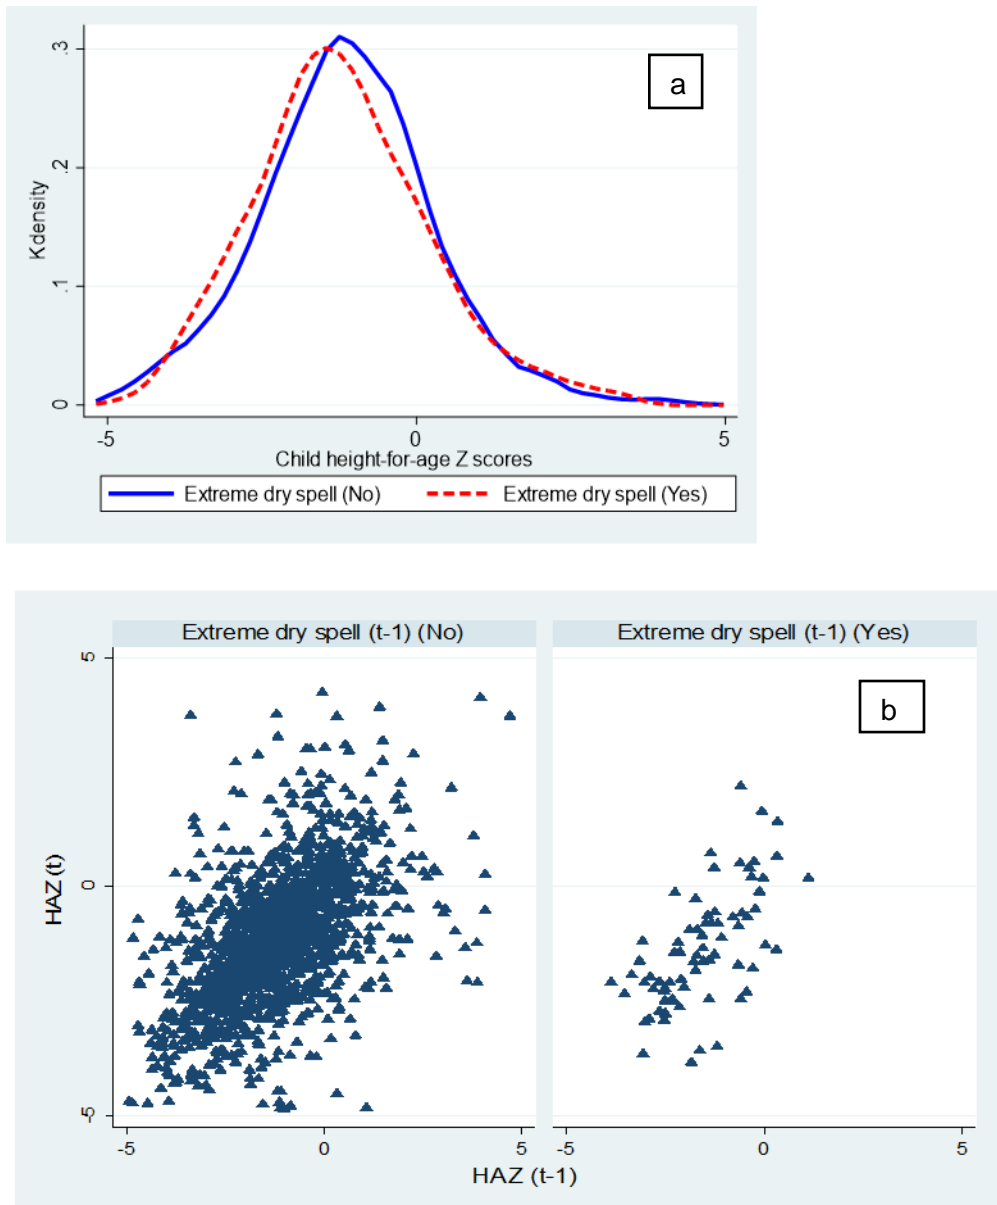 a
.3
.2
.1
0
Kdensity
-5 0 5
Child height-for-age Z scores
Extreme dry spell (No) Extreme dry spell (Yes)
Extreme dry spell (t-1) (No) Extreme dry spell (t-1) (Yes)
b
5
0
-5
HAZ (t)
-5 0 5 -5 0 5
HAZ (t-1)